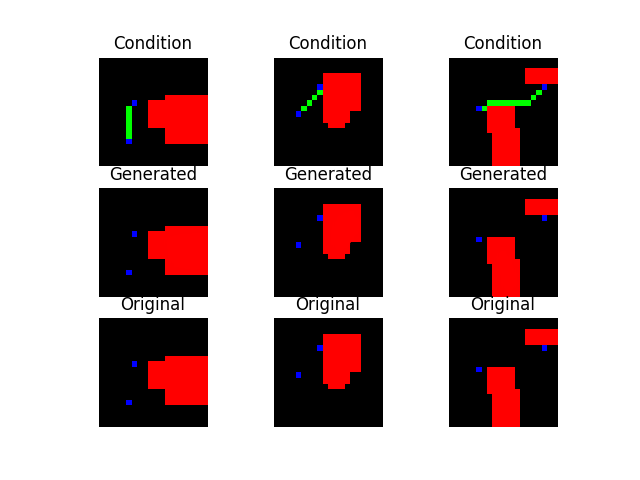 Condition Condition Condition
Generated Generated Generated
Original Original Original